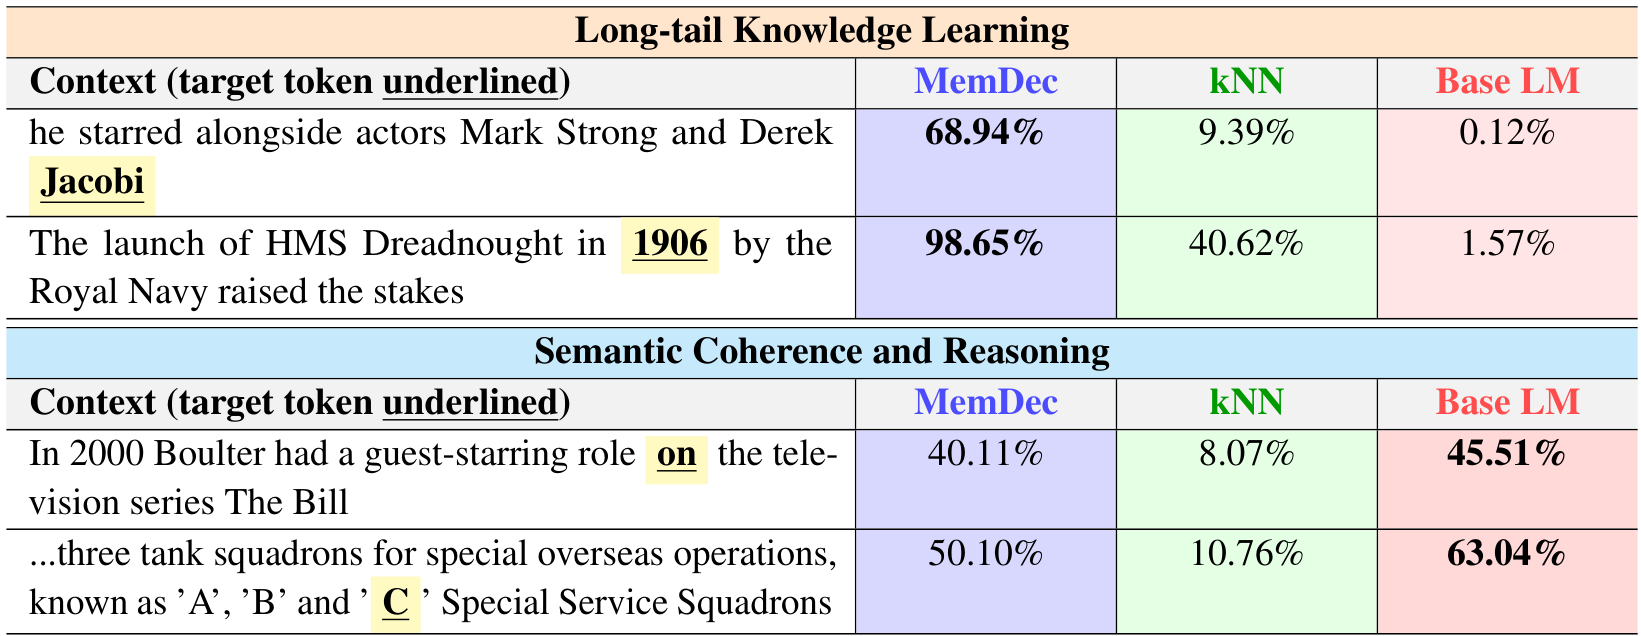 Long-tail Knowledge Learning
Context (target token underlined) MemDec kNN Base LM
he starred alongside actors Mark Strong and Derek 68.94% 9.39% 0.12%
Jacobi
The launch of HMS Dreadnought in 1906 by the 98.65% 40.62% 1.57%
Royal Navy raised the stakes
Semantic Coherence and Reasoning
Context (target token underlined) MemDec kNN Base LM
In 2000 Boulter had a guest-starring role on the tele- 40.11% 8.07% 45.51%
vision series The Bill
...three tank squadrons for special overseas operations, 50.10% 10.76% 63.04%
known as ’A’, ’B’ and ’ C ’ Special Service Squadrons